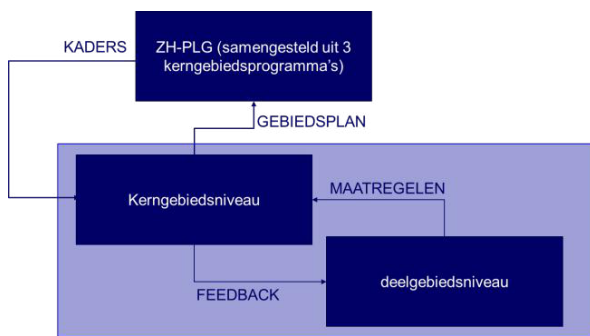 KADERS
ZH-PLG (samengesteld uit 3
kerngebiedsprogramma's)
GEBIEDSPLAN
Kerngebiedsniveau
MAATREGELEN
deelgebiedsniveau
FEEDBACK